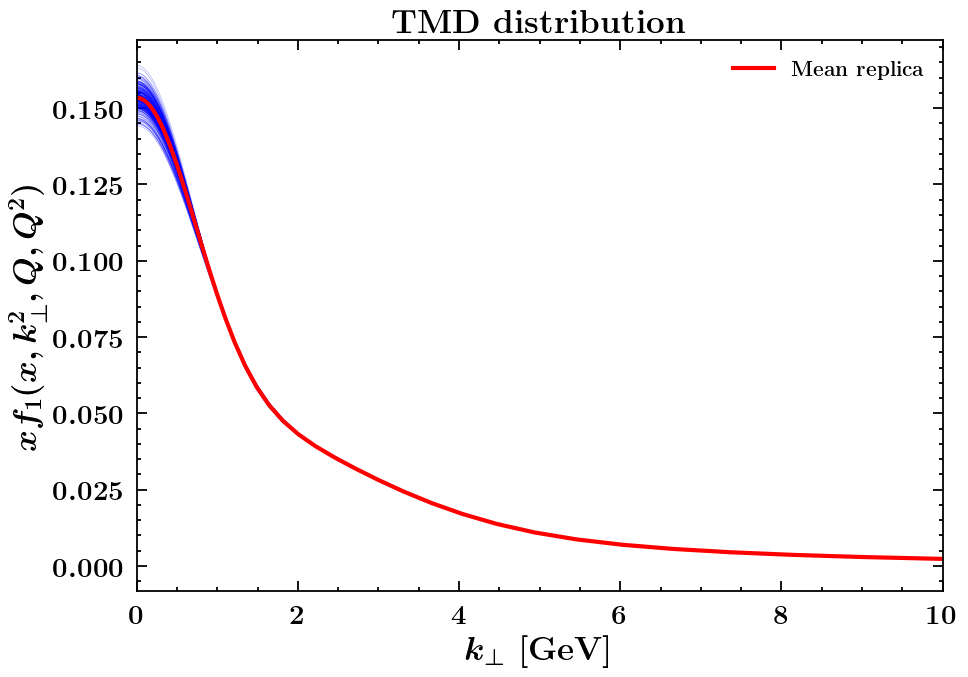 TMD distribution
Mean replica
xf₁(x, k²⊥, Q, Q²)
0.150
0.125
0.100
0.075
0.050
0.025
0.000
0 2 4 6 8 10
k⊥ [GeV]